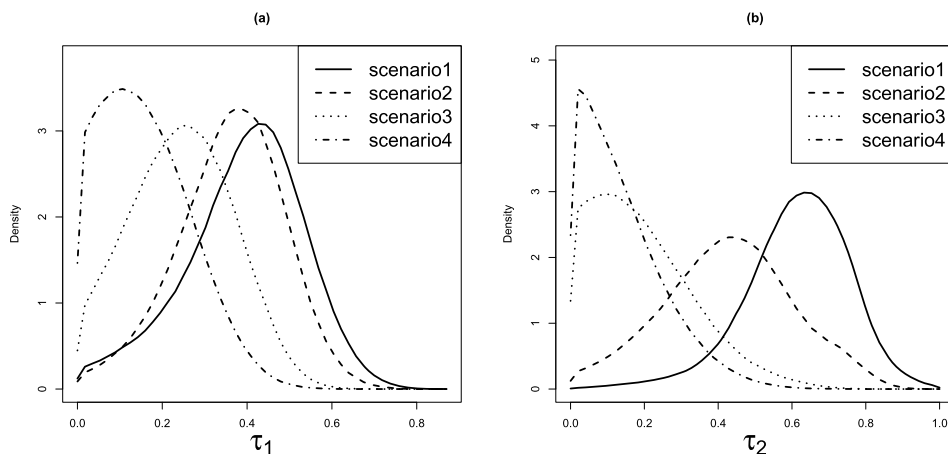 (a)
scenario1
scenario2
scenario3
scenario4
Density
0 1 2 3
0.0 0.2 0.4 0.6 0.8
τ1
(b)
scenario1
scenario2
scenario3
scenario4
Density
0 1 2 3 4 5
0.0 0.2 0.4 0.6 0.8 1.0
τ2